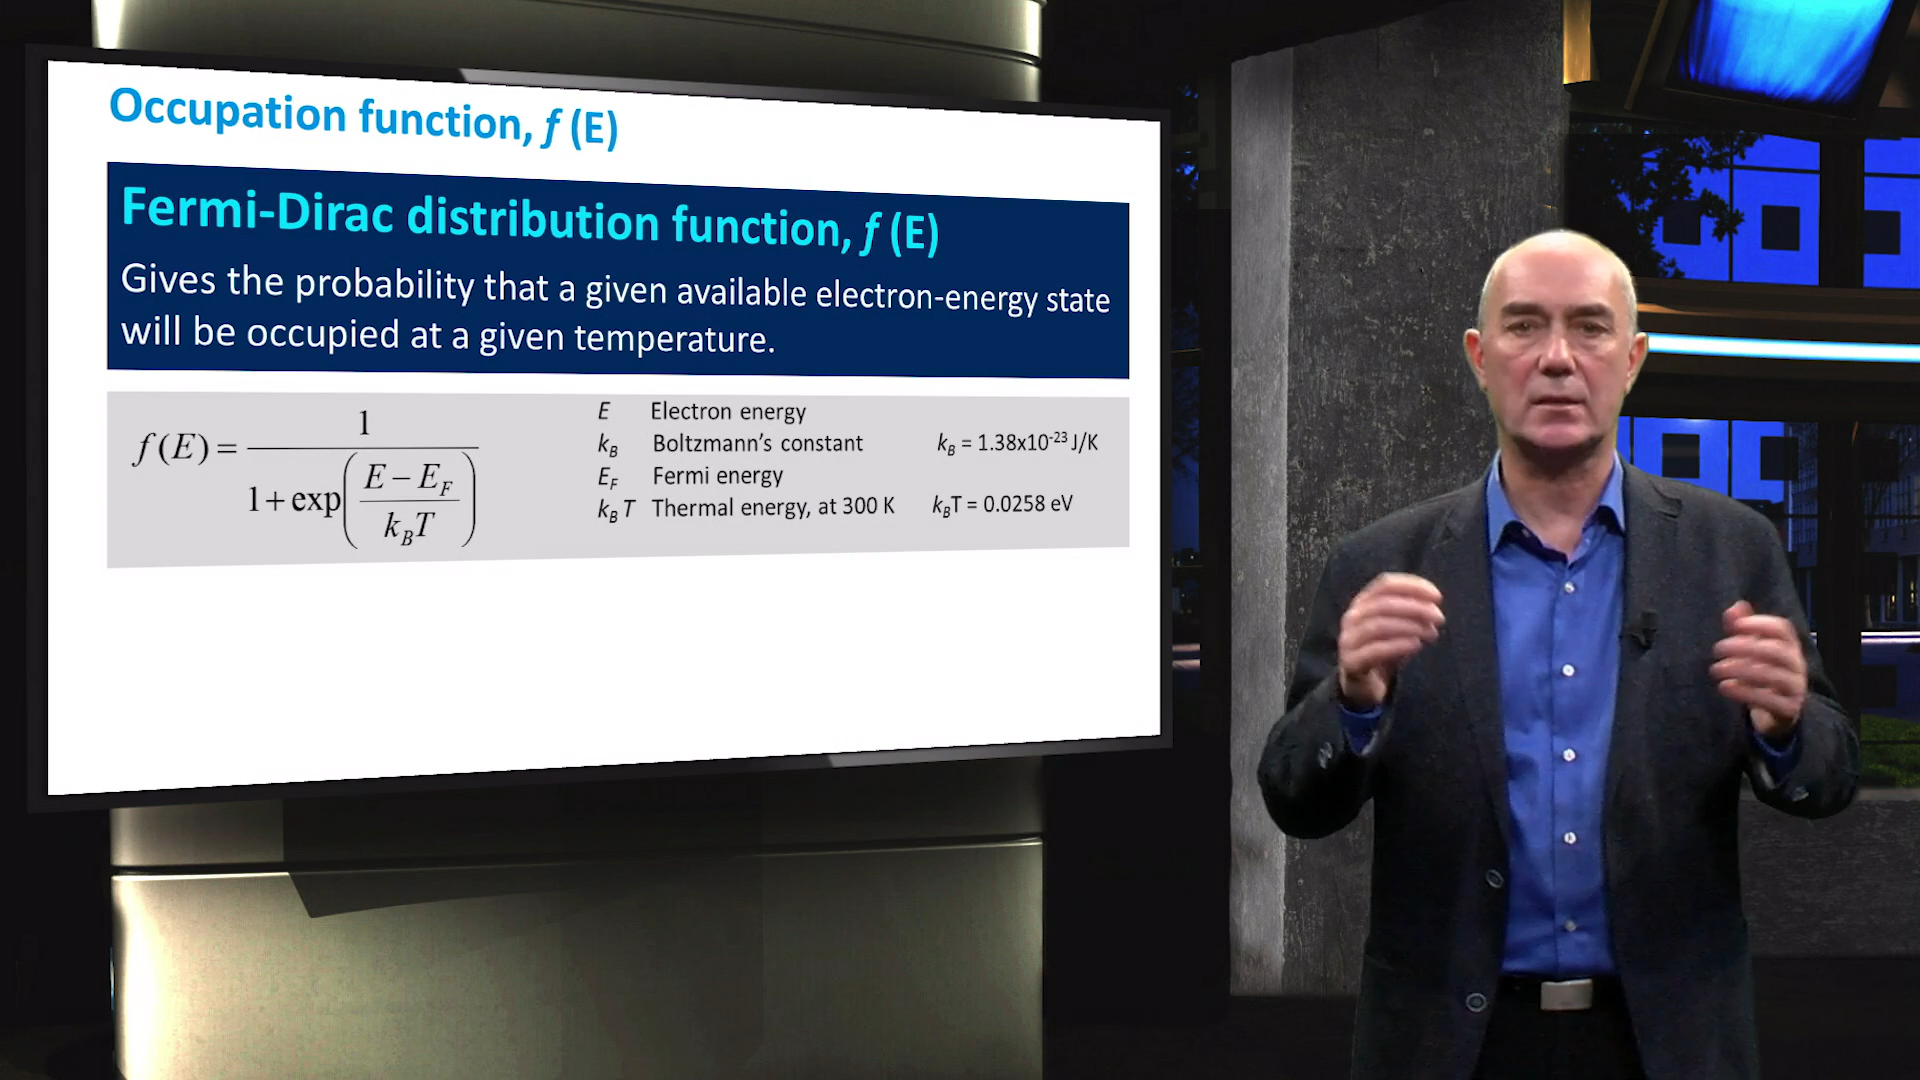 Occupation function, f (E)
Fermi-Dirac distribution function, f (E)
Gives the probability that a given available electron-energy state
will be occupied at a given temperature.
f(E) = 1 / (1 + exp((E − E_F) / (k_B T)))
E Electron energy
k_B Boltzmann’s constant k_B = 1.38x10^-23 J/K
E_F Fermi energy
k_B T Thermal energy, at 300 K k_BT = 0.0258 eV